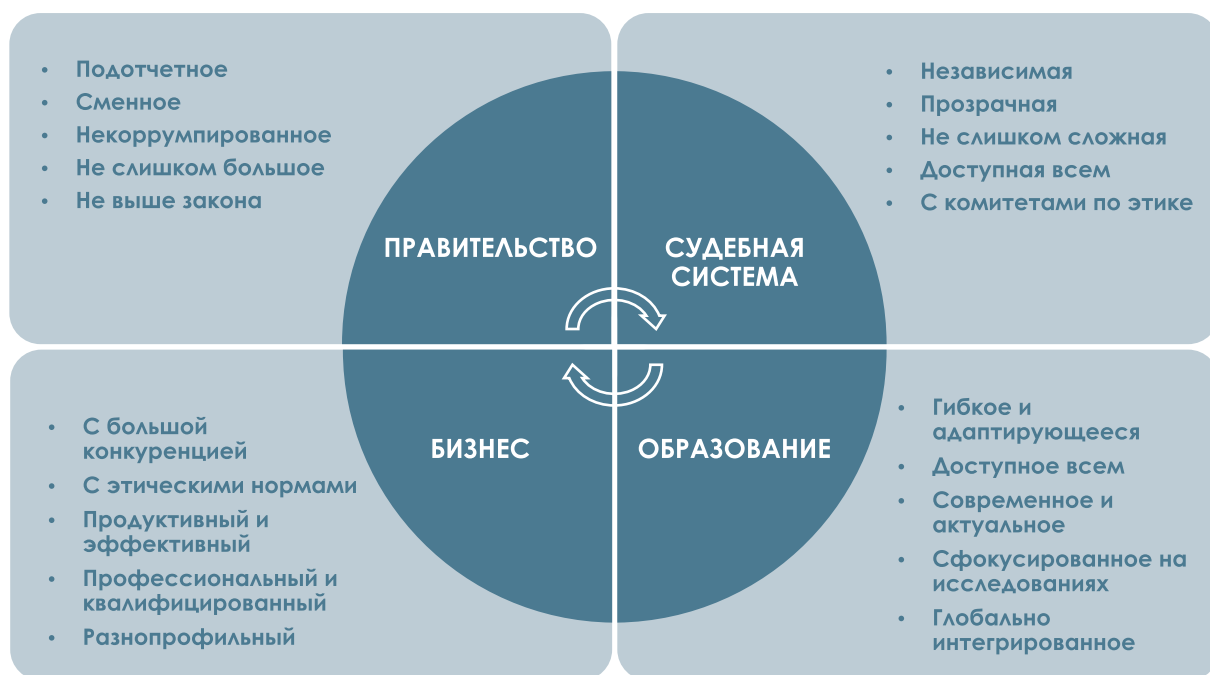 • Подотчетное
• Сменное
• Некоррумпированное
• Не слишком большое
• Не выше закона
ПРАВИТЕЛЬСТВО
• Независимая
• Прозрачная
• Не слишком сложная
• Доступная всем
• С комитетами по этике
СУДЕБНАЯ
СИСТЕМА
• С большой
конкуренцией
• С этическими нормами
• Продуктивный и
эффективный
• Профессиональный и
квалифицированный
• Разнопрофильный
БИЗНЕС
ОБРАЗОВАНИЕ
• Гибкое и
адаптирующееся
• Доступное всем
• Современное и
актуальное
• Сфокусированное на
исследованиях
• Глобально
интегрированное